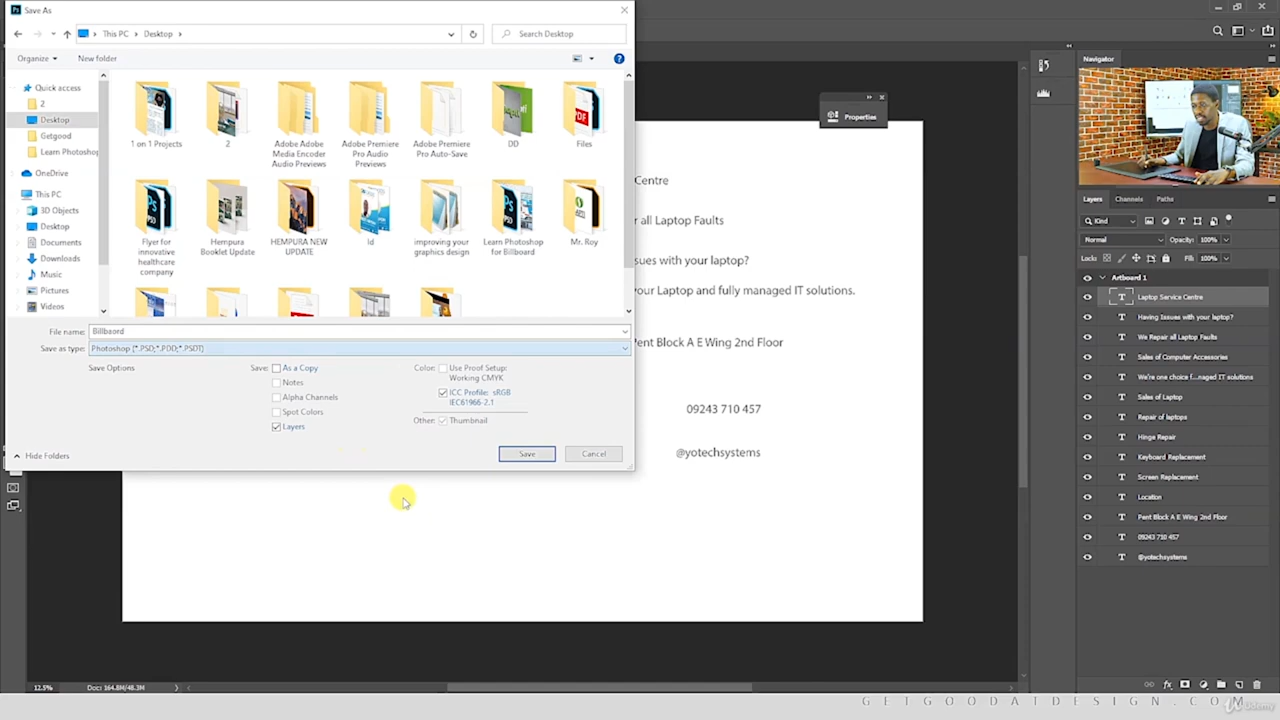 Save As
This PC
Desktop
Search Desktop
Organize
New folder
Quick access
2
Desktop
Getgood
Learn Photoshop
OneDrive
This PC
3D Objects
Desktop
Documents
Downloads
Music
Pictures
Videos
1 on 1 Projects
2
Adobe Adobe
Media Encoder
Audio Previews
Adobe Premiere
Pro Audio
Previews
Adobe Premiere
Pro Auto-Save
DD
Files
Flyer for
innovative
healthcare
company
Hempura
Booklet Update
HEMPURA NEW
UPDATE
Id
improving your
graphics design
Learn Photoshop
for Billboard
Mr. Roy
File name: Billbaord
Save as type: Photoshop (*.PSD;*.PDD;*.PSDT)
Save Options
Save: As a Copy
Notes
Alpha Channels
Spot Colors
Layers
Color: Use Proof Setup:
Working CMYK
ICC Profile: sRGB
IEC61966-2.1
Other: Thumbnail
Hide Folders
Save
Cancel
Properties
Centre
r all Laptop Faults
sues with your laptop?
your Laptop and fully managed IT solutions.
Pent Block A E Wing 2nd Floor
09243 710 457
@yotechsystems
Navigator
Layers Channels Paths
Kind
Normal
Opacity: 100%
Locks
Fill: 100%
Artboard 1
Laptop Service Centre
Having Issues with your laptop?
We Repair all Laptop Faults
Sales of Computer Accessories
We're one choice f...naged IT solutions
Sales of Laptop
Repair of laptops
Hinge Repair
Keyboard Replacement
Screen Replacement
Location
Pent Block A E Wing 2nd Floor
09243 710 457
@yotechsystems
12.5%
Doc: 164.8M/48.3M
GETGOODATDESIGN.COM
Udemy